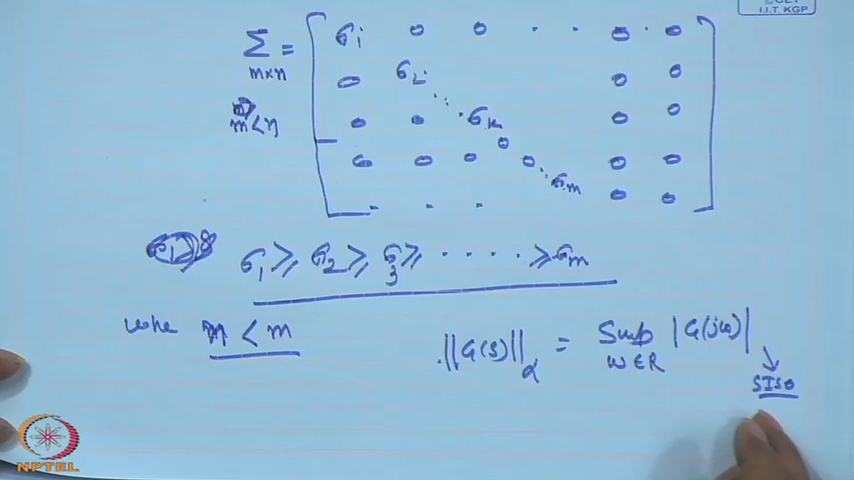 I.I.T. KGP
Σ m×n = [ σ1 0 0 . . 0 . 0
0 σ2 . . . 0 0
m<n 0 0 . σk 0 0 0
0 0 0 0 . . σm 0 0
. . . ]
σ1 ≥ σ2 ≥ σ3 ≥ . . . . . ≥ σm
m < m
||G(s)||α = Sup ω∈R |G(jω)|
SISO
NPTEL